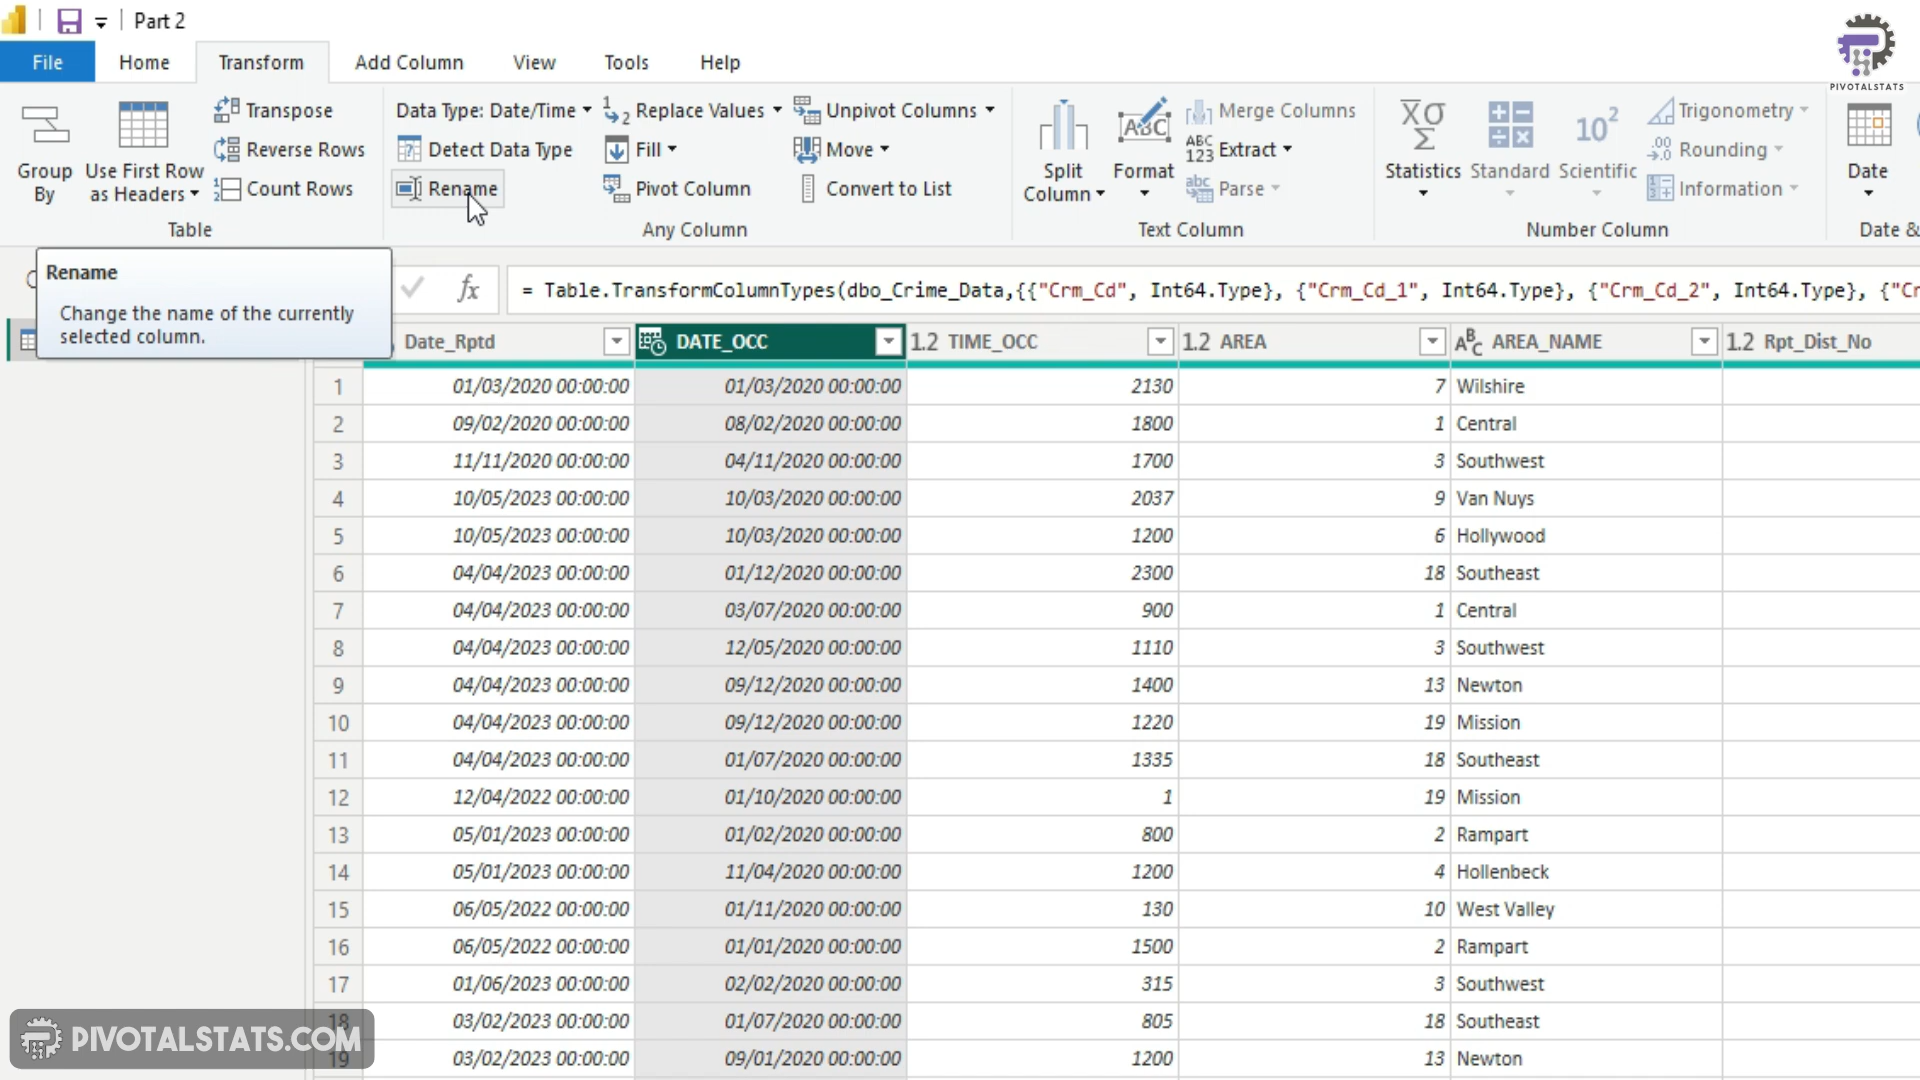 Part 2
PIVOTALSTATS
File Home Transform Add Column View Tools Help
Group By
Use First Row as Headers
Transpose
Reverse Rows
Count Rows
Table
Data Type: Date/Time
Detect Data Type
Rename
Replace Values
Fill
Pivot Column
Unpivot Columns
Move
Convert to List
Any Column
Split Column
ABC
Format
Merge Columns
ABC 123 Extract
abc Parse
Text Column
XΣσ
Statistics
Standard
10²
Scientific
Trigonometry
.00 Rounding
Information
Number Column
Date
Date &
Rename
Change the name of the currently
selected column.
fx = Table.TransformColumnTypes(dbo_Crime_Data,{{"Crm_Cd", Int64.Type}, {"Crm_Cd_1", Int64.Type}, {"Crm_Cd_2", Int64.Type}, {"Cr
Date_Rptd DATE_OCC 1.2 TIME_OCC 1.2 AREA ABC AREA_NAME 1.2 Rpt_Dist_No
1 01/03/2020 00:00:00 01/03/2020 00:00:00 2130 7 Wilshire
2 09/02/2020 00:00:00 08/02/2020 00:00:00 1800 1 Central
3 11/11/2020 00:00:00 04/11/2020 00:00:00 1700 3 Southwest
4 10/05/2023 00:00:00 10/03/2020 00:00:00 2037 9 Van Nuys
5 10/05/2023 00:00:00 10/03/2020 00:00:00 1200 6 Hollywood
6 04/04/2023 00:00:00 01/12/2020 00:00:00 2300 18 Southeast
7 04/04/2023 00:00:00 03/07/2020 00:00:00 900 1 Central
8 04/04/2023 00:00:00 12/05/2020 00:00:00 1110 3 Southwest
9 04/04/2023 00:00:00 09/12/2020 00:00:00 1400 13 Newton
10 04/04/2023 00:00:00 09/12/2020 00:00:00 1220 19 Mission
11 04/04/2023 00:00:00 01/07/2020 00:00:00 1335 18 Southeast
12 12/04/2022 00:00:00 01/10/2020 00:00:00 1 19 Mission
13 05/01/2023 00:00:00 01/02/2020 00:00:00 800 2 Rampart
14 05/01/2023 00:00:00 11/04/2020 00:00:00 1200 4 Hollenbeck
15 06/05/2022 00:00:00 01/11/2020 00:00:00 130 10 West Valley
16 06/05/2022 00:00:00 01/01/2020 00:00:00 1500 2 Rampart
17 01/06/2023 00:00:00 02/02/2020 00:00:00 315 3 Southwest
18 03/02/2023 00:00:00 01/07/2020 00:00:00 805 18 Southeast
19 03/02/2023 00:00:00 09/01/2020 00:00:00 1200 13 Newton
PIVOTALSTATS.COM